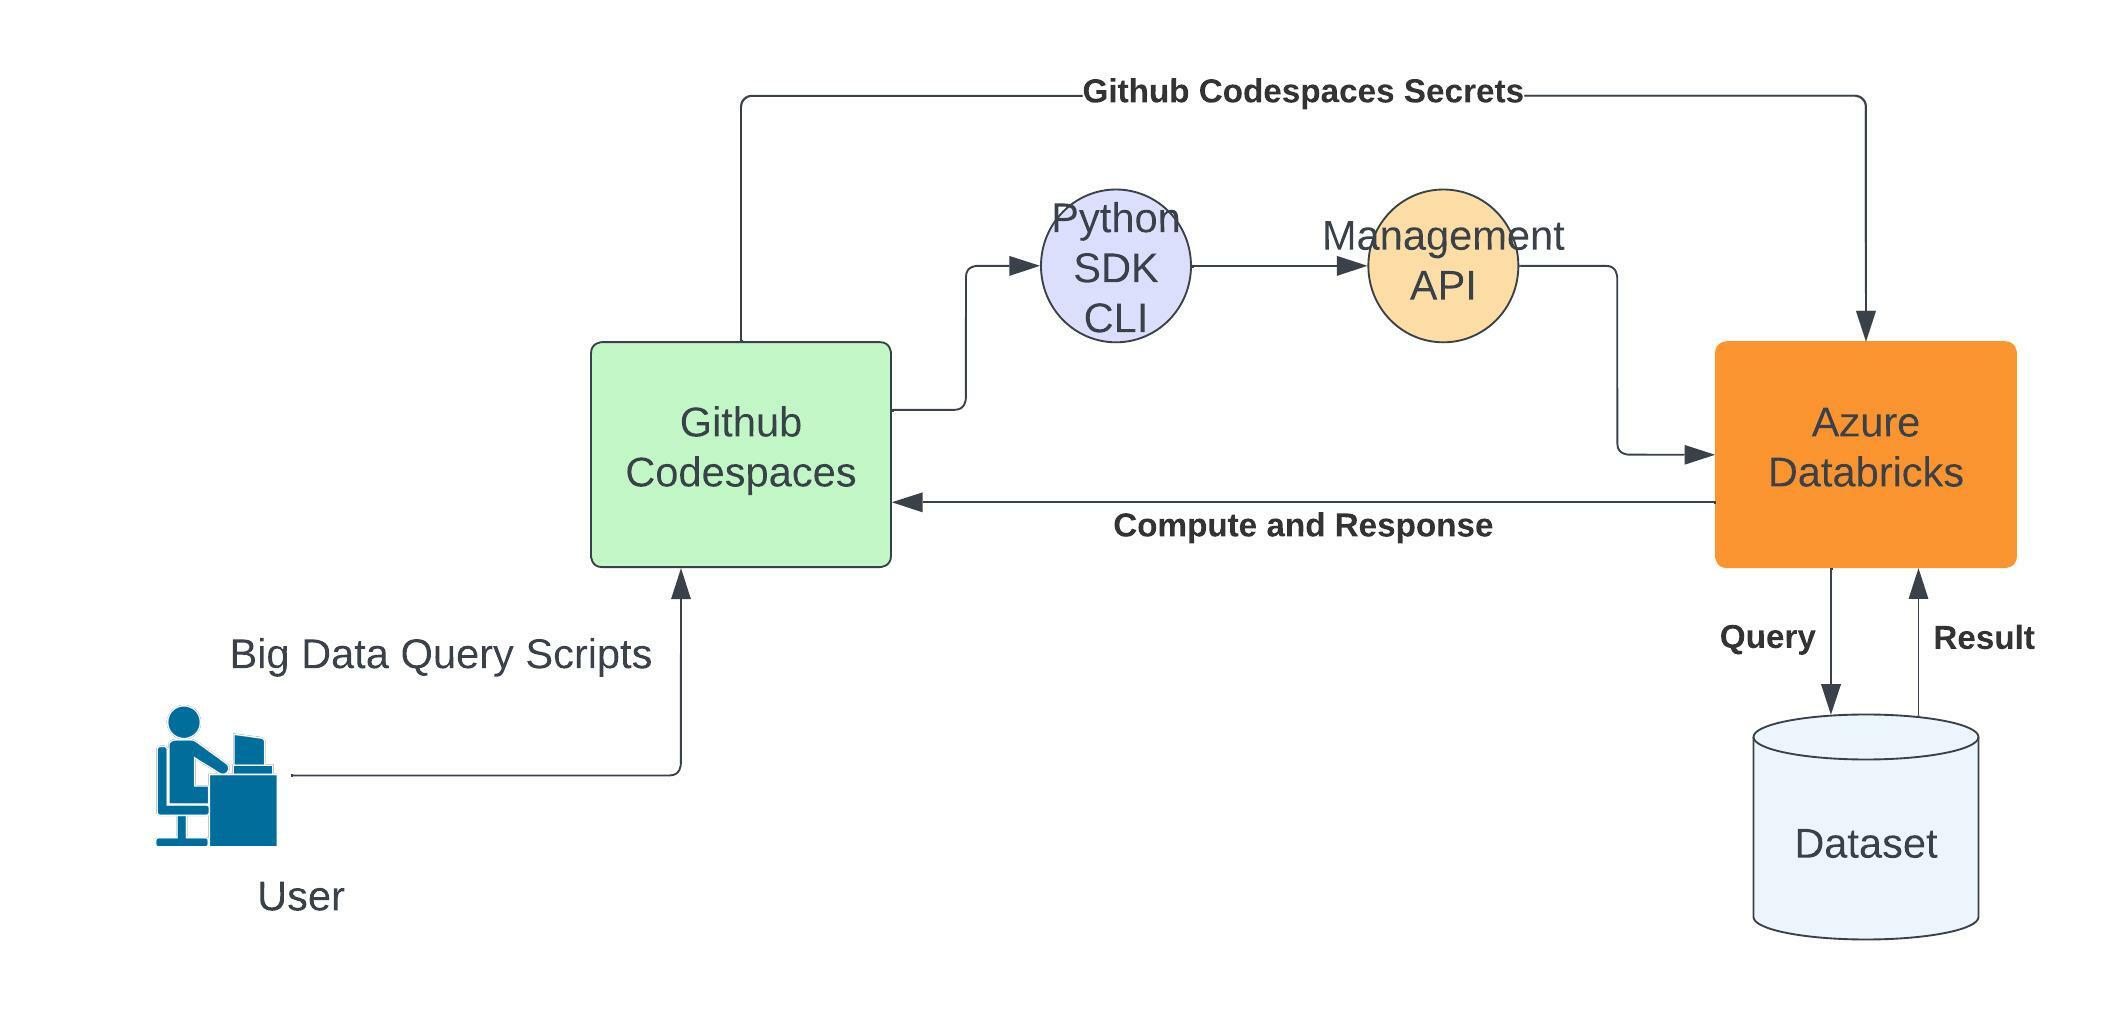 Github Codespaces Secrets
Python
SDK
CLI
Management
API
Github
Codespaces
Azure
Databricks
Compute and Response
Big Data Query Scripts
Query
Result
Dataset
User